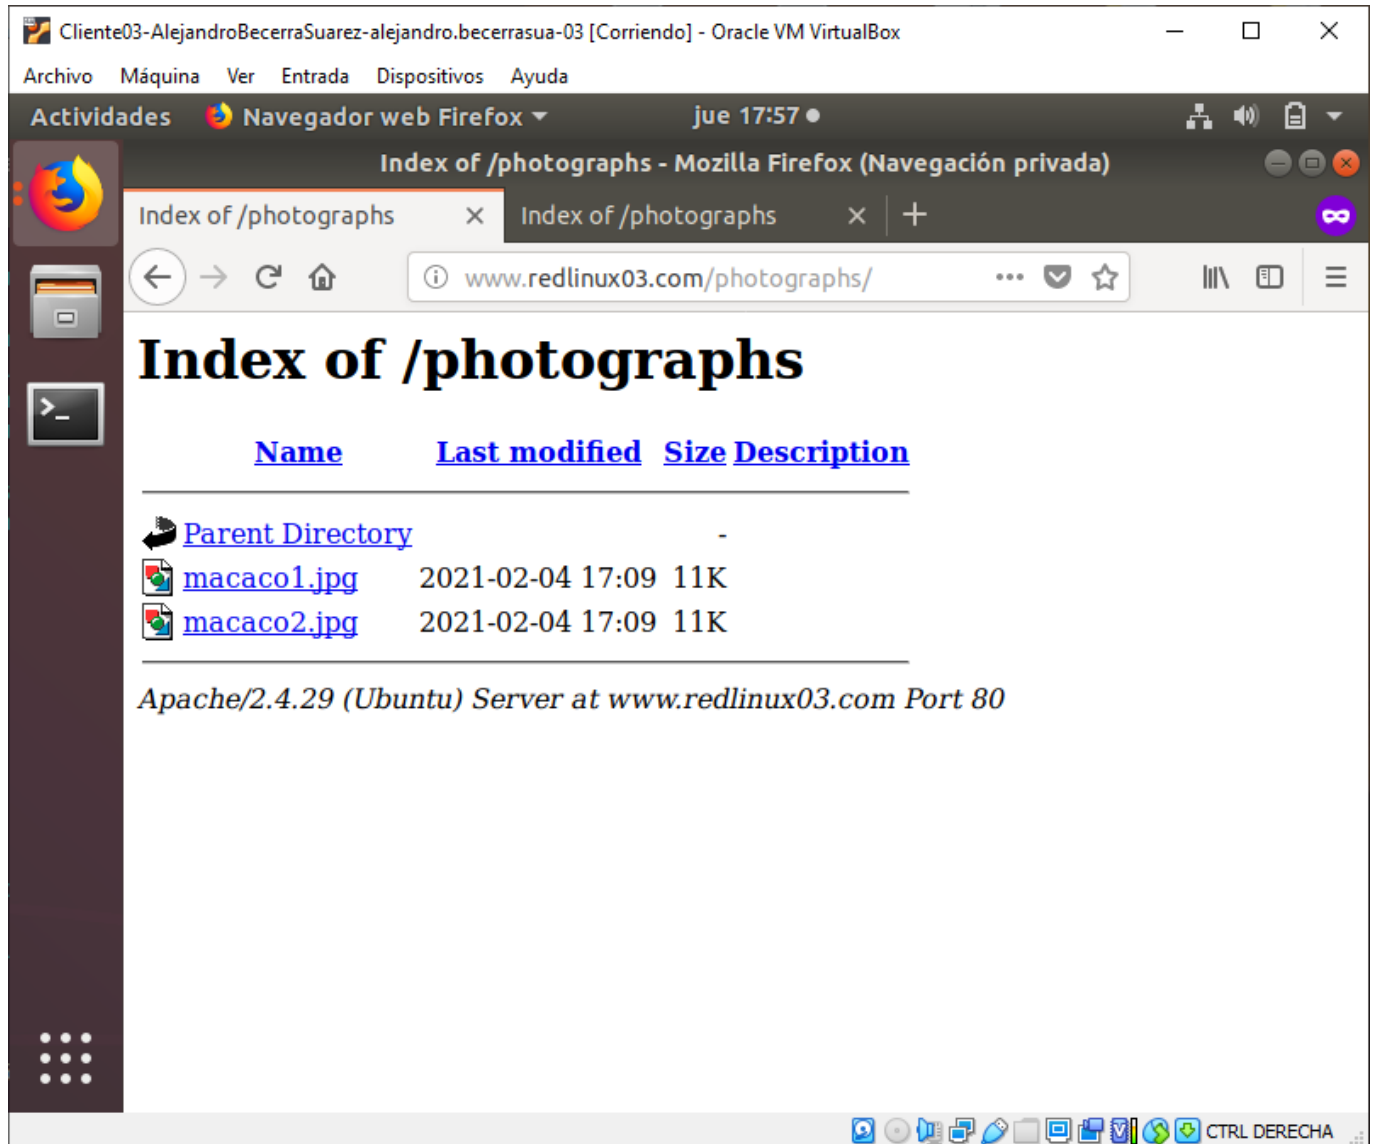 Cliente03-AlejandroBecerraSuarez-alejandro.becerrasua-03 [Corriendo] - Oracle VM VirtualBox
Archivo Máquina Ver Entrada Dispositivos Ayuda
Actividades Navegador web Firefox jue 17:57
Index of /photographs - Mozilla Firefox (Navegación privada)
Index of /photographs Index of /photographs
www.redlinux03.com/photographs/
Index of /photographs
Name Last modified Size Description
Parent Directory -
macaco1.jpg 2021-02-04 17:09 11K
macaco2.jpg 2021-02-04 17:09 11K
Apache/2.4.29 (Ubuntu) Server at www.redlinux03.com Port 80
CTRL DERECHA